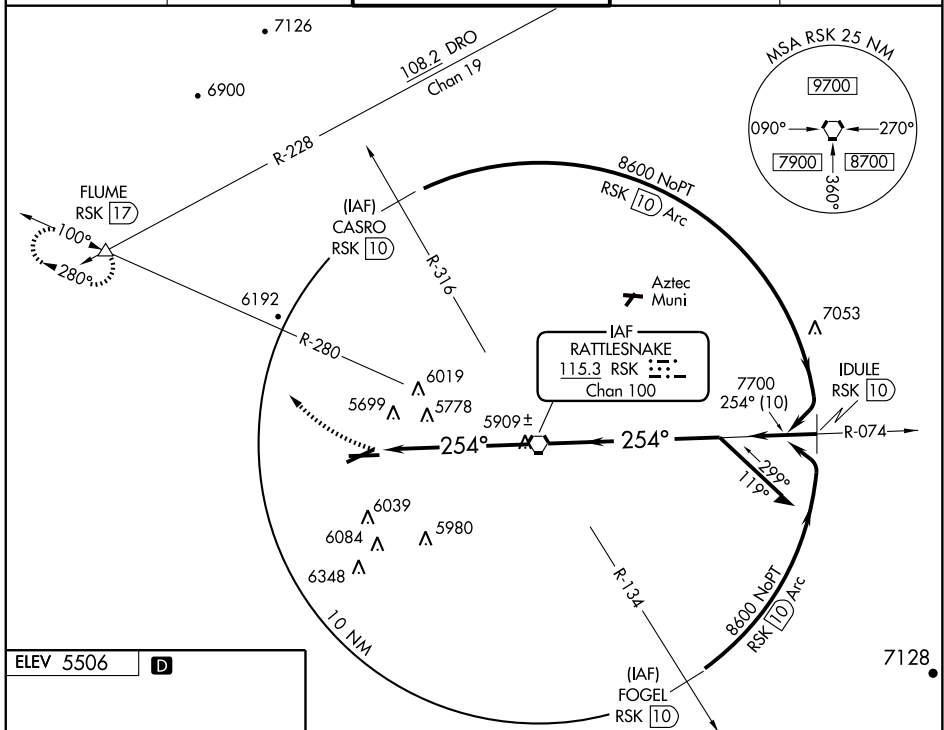 7126
6900
108.2 DRO
Chan 19
R-228
MSA RSK 25 NM
9700
090°
270°
7900
8700
360°
FLUME
RSK 17
100°
280°
(IAF)
CASRO
RSK 10
R-316
8600 NoPT
RSK 10 Arc
Aztec
Muni
6192
R-280
7053
IAF
RATTLESNAKE
115.3 RSK
Chan 100
IDULE
RSK 10
7700
254° (10)
6019
5699
5778
5909 ±
254°
254°
R-074
299°
119°
6039
6084
5980
6348
R-134
8600 NoPT
RSK 10 Arc
10 NM
(IAF)
FOGEL
RSK 10
7128
ELEV 5506 D